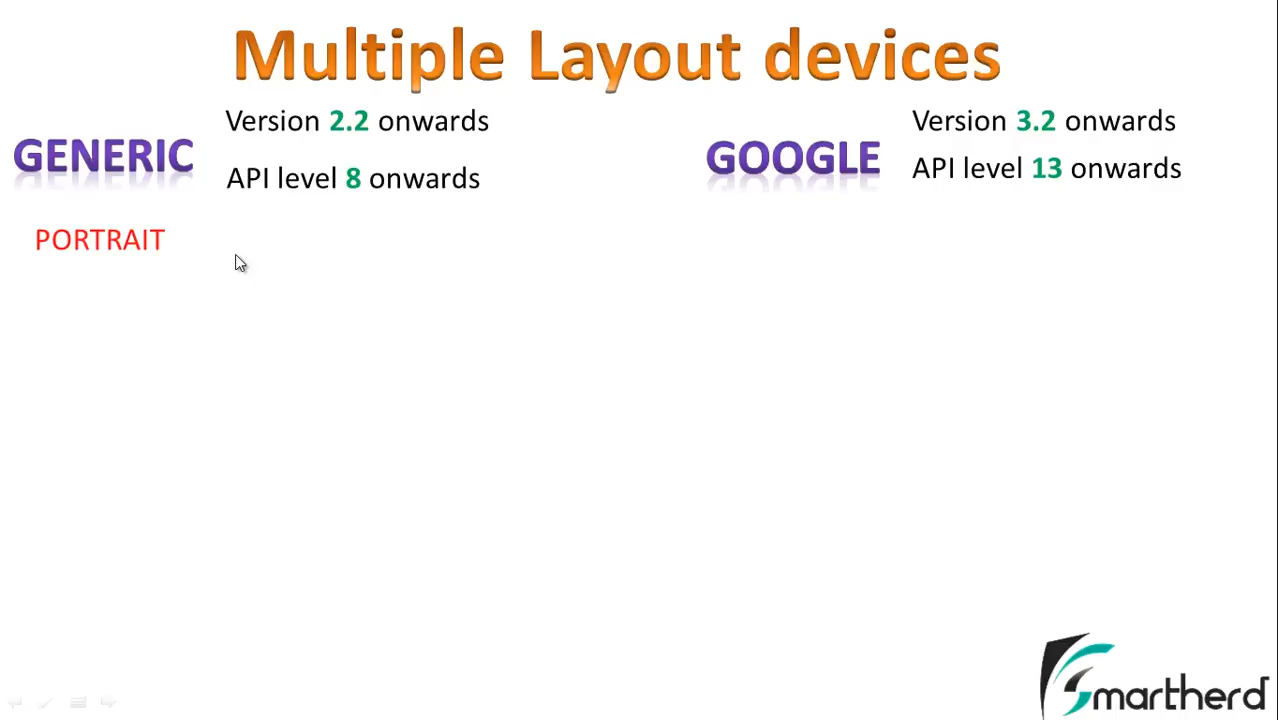 Multiple Layout devices
GENERIC
Version 2.2 onwards
API level 8 onwards
GOOGLE
Version 3.2 onwards
API level 13 onwards
PORTRAIT
Smartherd